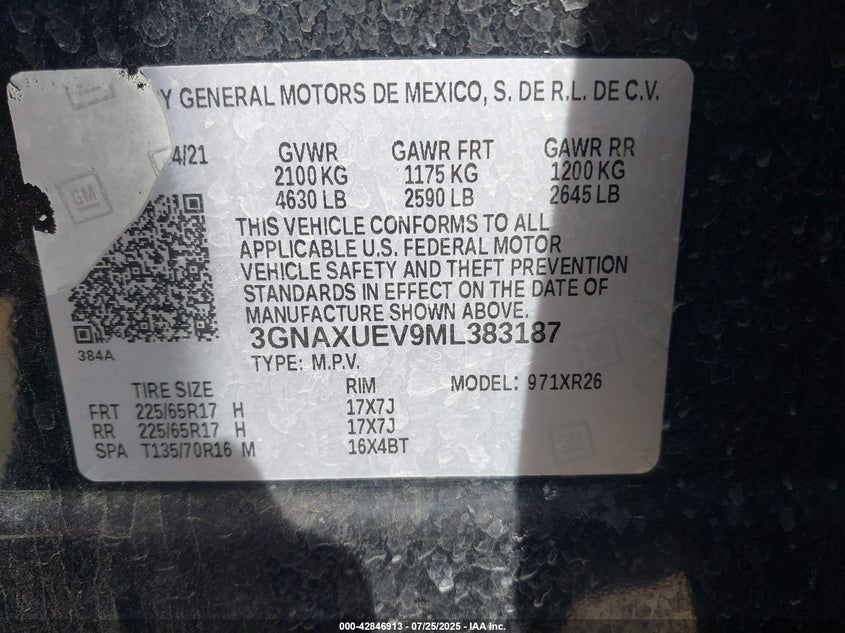 Y GENERAL MOTORS DE MEXICO, S. DE R.L. DE C.V.
4/21 GVWR GAWR FRT GAWR RR
2100 KG 1175 KG 1200 KG
4630 LB 2590 LB 2645 LB
GM
THIS VEHICLE CONFORMS TO ALL
APPLICABLE U.S. FEDERAL MOTOR
VEHICLE SAFETY AND THEFT PREVENTION
STANDARDS IN EFFECT ON THE DATE OF
MANUFACTURE SHOWN ABOVE.
3GNAXUEV9ML383187
384A
TYPE: M.P.V.
TIRE SIZE RIM MODEL: 971XR26
FRT 225/65R17 H 17X7J
RR 225/65R17 H 17X7J
SPA T135/70R16 M 16X4BT
GM
000-42846913 - 07/25/2025 - IAA Inc.